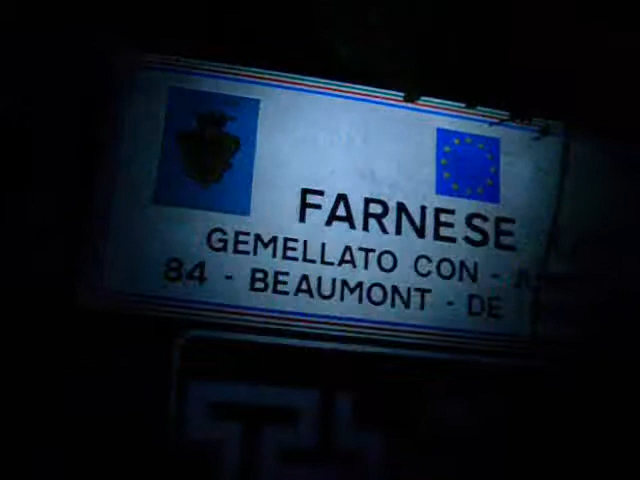 FARNESE
GEMELLATO CON -
84 - BEAUMONT - DE